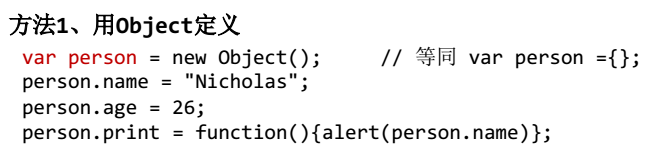 方法1、用Object定义
var person = new Object();      // 等同 var person ={};
person.name = "Nicholas";
person.age = 26;
person.print = function(){alert(person.name)};